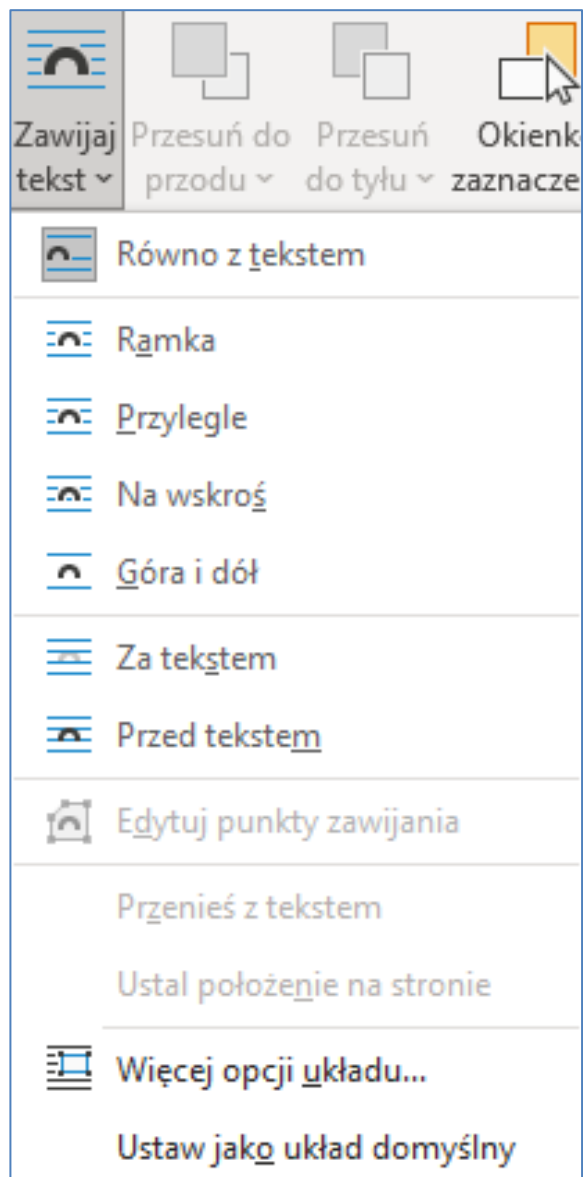 Zawijaj Przesuń do Przesuń Okienk
tekst przodu do tyłu zaznacze
Równo z tekstem
Ramka
Przylegle
Na wskroś
Góra i dół
Za tekstem
Przed tekstem
Edytuj punkty zawijania
Przenieś z tekstem
Ustal położenie na stronie
Więcej opcji układu...
Ustaw jako układ domyślny